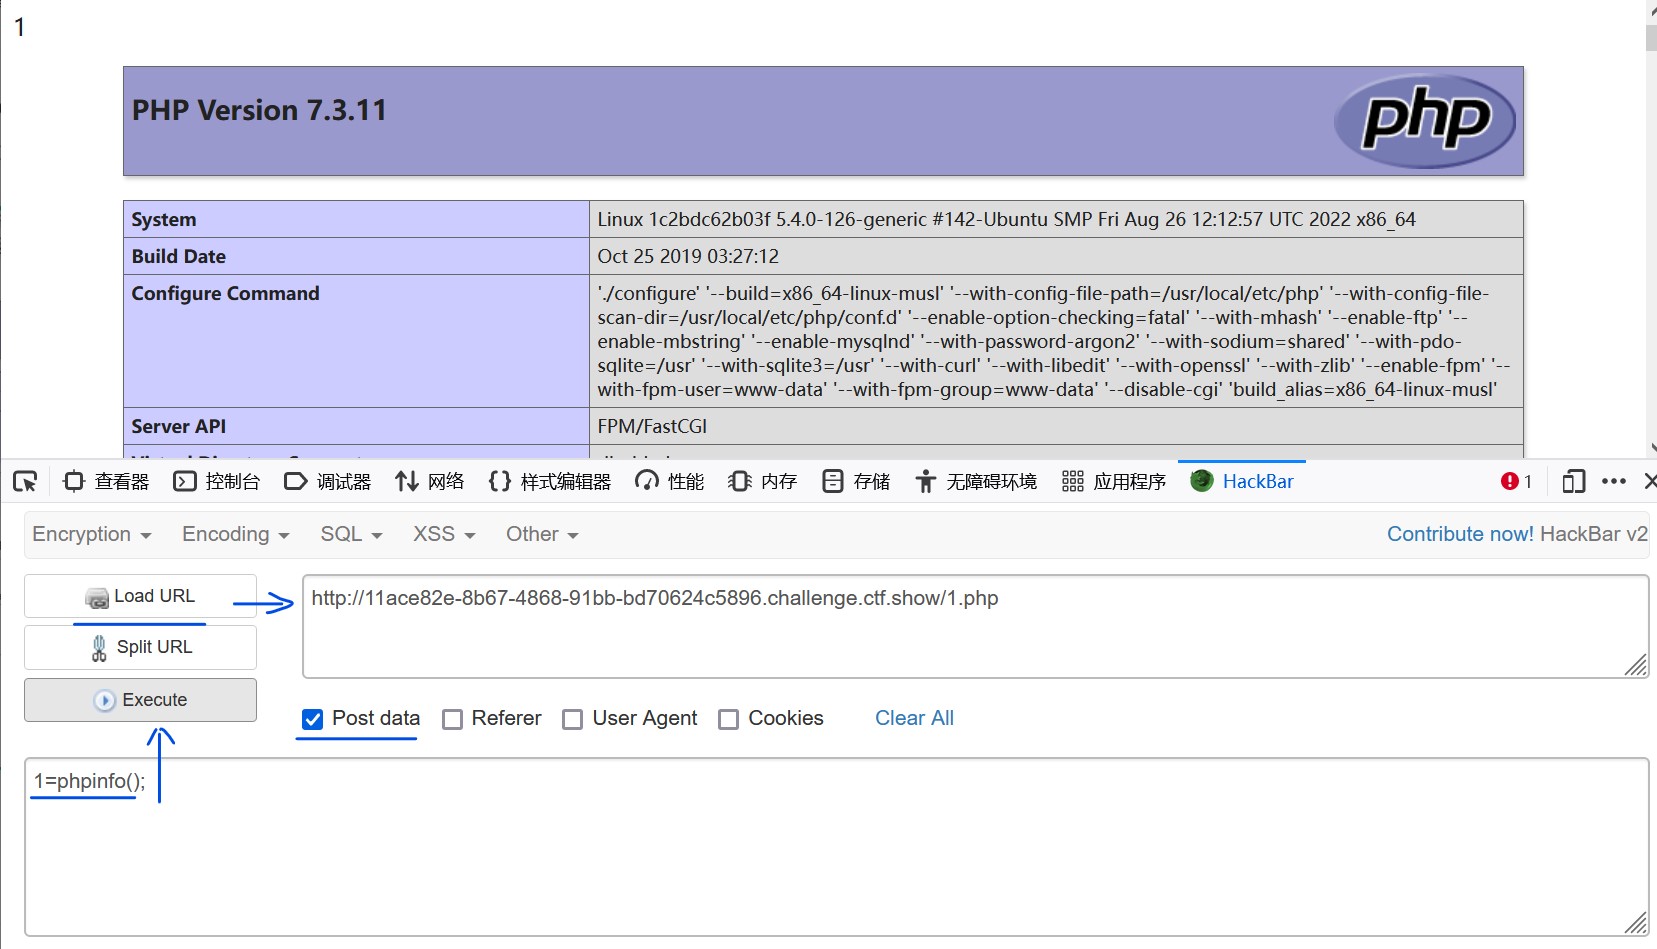 1
PHP Version 7.3.11
php
System Linux 1c2bdc62b03f 5.4.0-126-generic #142-Ubuntu SMP Fri Aug 26 12:12:57 UTC 2022 x86_64
Build Date Oct 25 2019 03:27:12
Configure Command './configure' '--build=x86_64-linux-musl' '--with-config-file-path=/usr/local/etc/php' '--with-config-file-
scan-dir=/usr/local/etc/php/conf.d' '--enable-option-checking=fatal' '--with-mhash' '--enable-ftp' '--
enable-mbstring' '--enable-mysqlnd' '--with-password-argon2' '--with-sodium=shared' '--with-pdo-
sqlite=/usr' '--with-sqlite3=/usr' '--with-curl' '--with-libedit' '--with-openssl' '--with-zlib' '--enable-fpm' '--
with-fpm-user=www-data' '--with-fpm-group=www-data' '--disable-cgi' 'build_alias=x86_64-linux-musl'
Server API FPM/FastCGI
查看器 控制台 调试器 网络 样式编辑器 性能 内存 存储 无障碍环境 应用程序 HackBar 1
Encryption Encoding SQL XSS Other Contribute now! HackBar v2
Load URL http://11ace82e-8b67-4868-91bb-bd70624c5896.challenge.ctf.show/1.php
Split URL
Execute
Post data Referer User Agent Cookies Clear All
1=phpinfo();